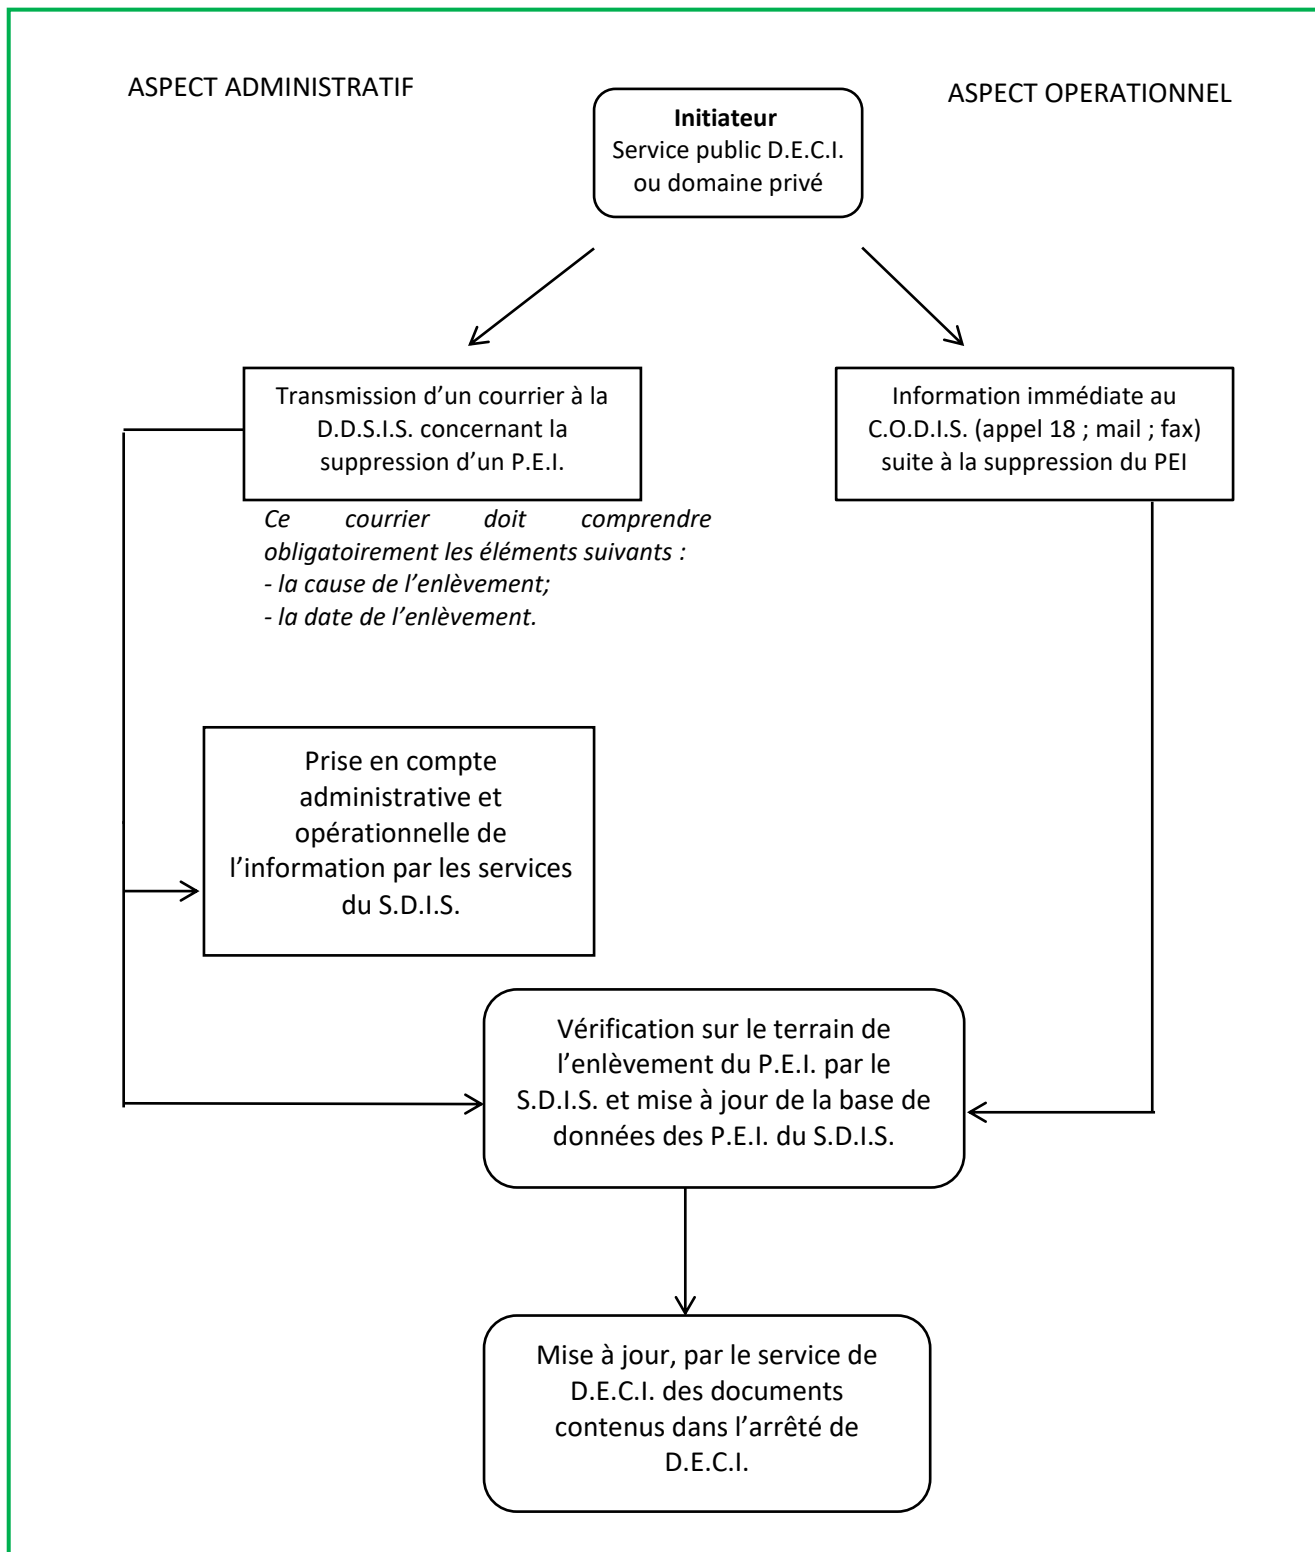 ASPECT ADMINISTRATIF
ASPECT OPERATIONNEL
Initiateur
Service public D.E.C.I.
ou domaine privé
Transmission d’un courrier à la
D.D.S.I.S. concernant la
suppression d’un P.E.I.
Information immédiate au
C.O.D.I.S. (appel 18 ; mail ; fax)
suite à la suppression du PEI
Ce courrier doit comprendre
obligatoirement les éléments suivants :
- la cause de l’enlèvement;
- la date de l’enlèvement.
Prise en compte
administrative et
opérationnelle de
l’information par les services
du S.D.I.S.
Vérification sur le terrain de
l’enlèvement du P.E.I. par le
S.D.I.S. et mise à jour de la base de
données des P.E.I. du S.D.I.S.
Mise à jour, par le service de
D.E.C.I. des documents
contenus dans l’arrêté de
D.E.C.I.